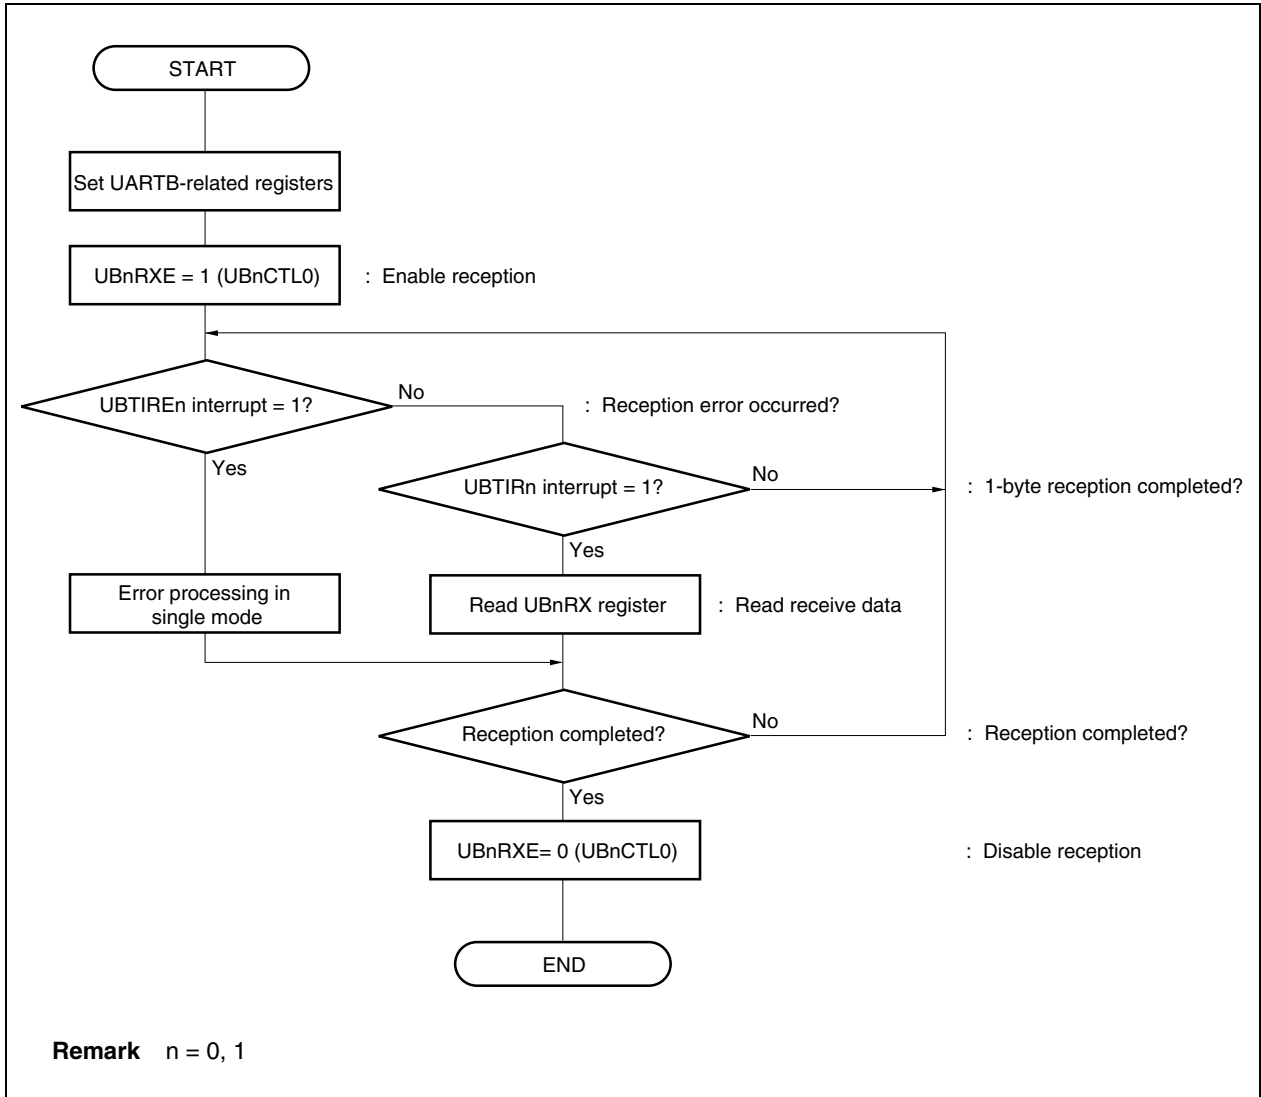 START
Set UARTB-related registers
UBnRXE = 1 (UBnCTL0)
: Enable reception
UBTIREn interrupt = 1?
No
: Reception error occurred?
Yes
UBTIRn interrupt = 1?
No
: 1-byte reception completed?
Yes
Error processing in
single mode
Read UBnRX register
: Read receive data
Reception completed?
No
: Reception completed?
Yes
UBnRXE= 0 (UBnCTL0)
: Disable reception
END
Remark n = 0, 1